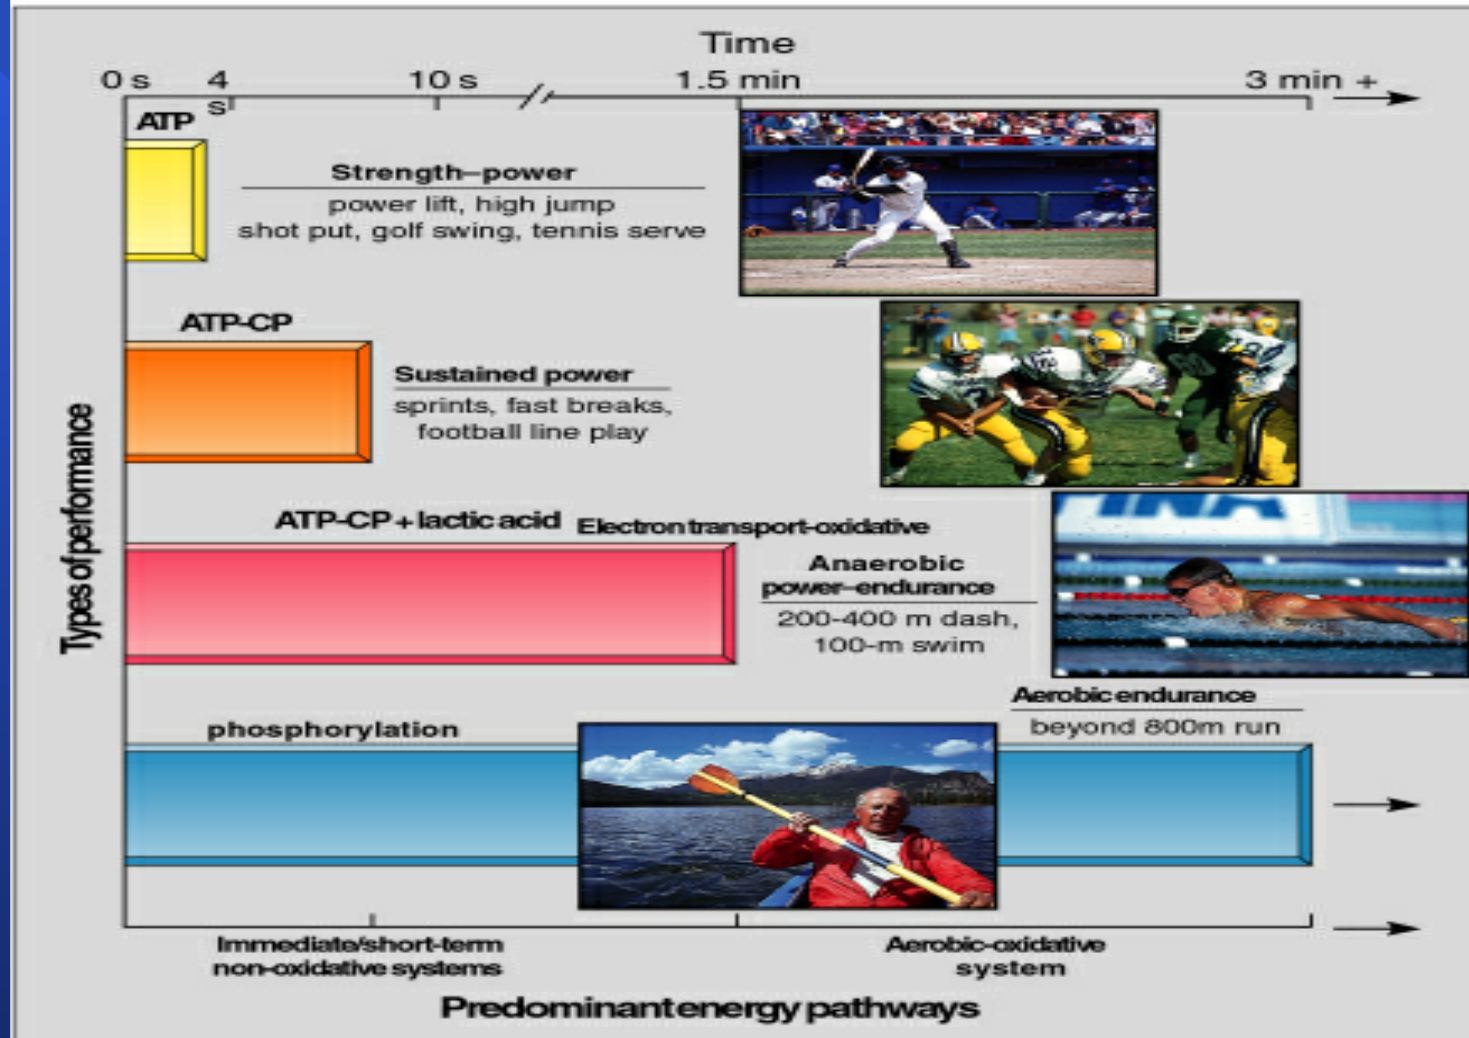 Time
0 s 4 s 10 s 1.5 min 3 min +
ATP
Strength–power
power lift, high jump
shot put, golf swing, tennis serve
ATP-CP
Sustained power
sprints, fast breaks,
football line play
Types of performance
ATP-CP + lactic acid
Electron transport-oxidative
Anaerobic
power–endurance
200-400 m dash,
100-m swim
Aerobic endurance
beyond 800m run
phosphorylation
Immediate/short-term
non-oxidative systems
Aerobic-oxidative
system
Predominant energy pathways